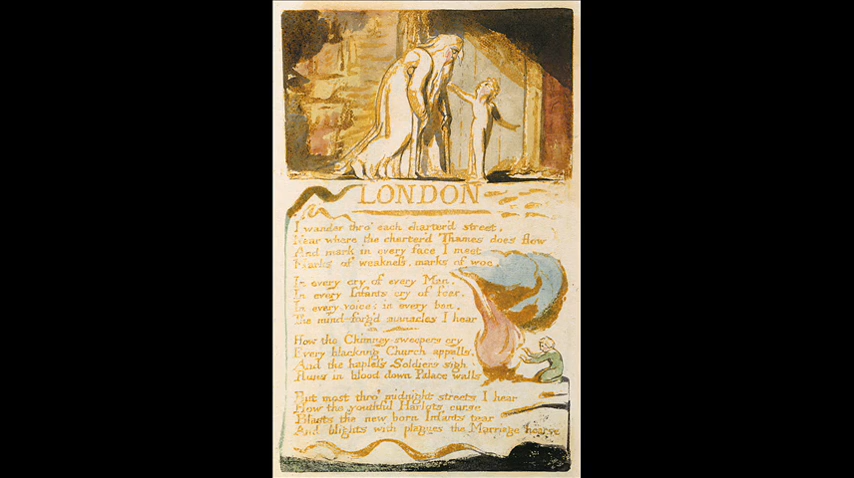 LONDON
I wander thro' each charter'd street,
Near where the charter'd Thames does flow
And mark in every face I meet
Marks of weakness, marks of woe.
In every cry of every Man,
In every Infants cry of fear,
In every voice; in every ban,
The mind-forg'd manacles I hear
How the Chimney-sweepers cry
Every blackning Church appalls,
And the hapless Soldiers sigh
Runs in blood down Palace walls
But most thro' midnight streets I hear
How the youthful Harlots curse
Blasts the new born Infants tear
And blights with plagues the Marriage hearse